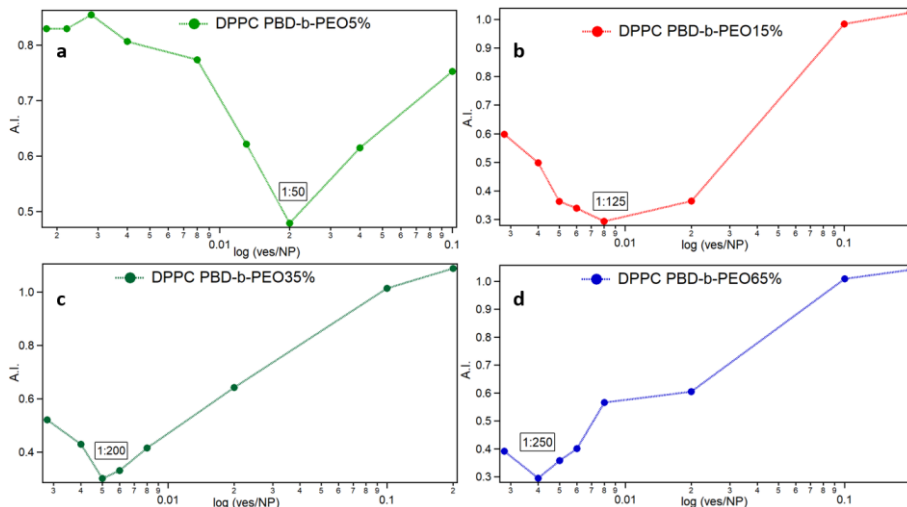 a
DPPC PBD-b-PEO5%
0.8
0.7
0.6
0.5
A.I.
1:50
2 3 4 5 6 7 8 9 2 3 4 5 6 7 8 9
0.01 0.1
log (ves/NP)
b
DPPC PBD-b-PEO15%
1.0
0.9
0.8
0.7
0.6
0.5
0.4
0.3
A.I.
1:125
3 4 5 6 7 8 9 2 3 4 5 6 7 8 9
0.01 0.1
log (ves/NP)
c
DPPC PBD-b-PEO35%
1.0
0.8
0.6
0.4
A.I.
1:200
3 4 5 6 7 8 9 2 3 4 5 6 7 8 9 2
0.01 0.1
log (ves/NP)
d
DPPC PBD-b-PEO65%
1.0
0.9
0.8
0.7
0.6
0.5
0.4
0.3
A.I.
1:250
3 4 5 6 7 8 9 2 3 4 5 6 7 8 9
0.01 0.1
log (ves/NP)